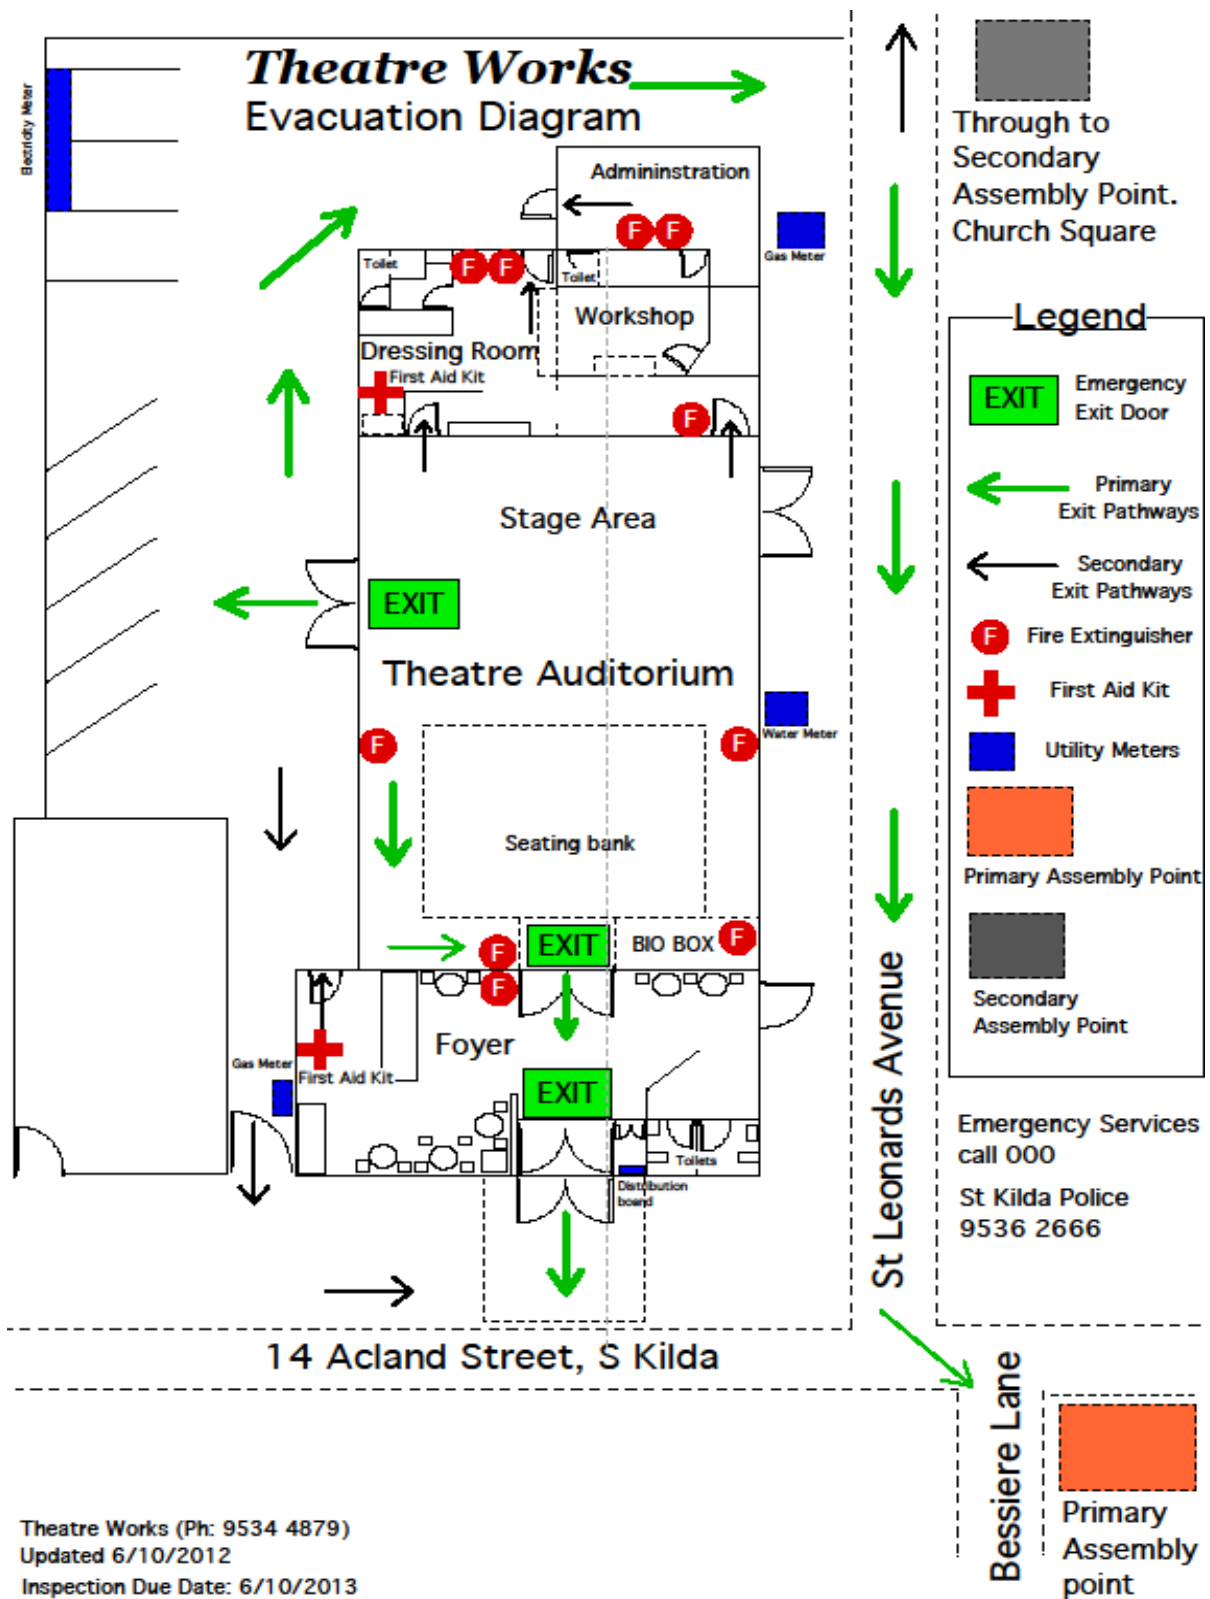 Theatre Works
Evacuation Diagram
Electricity Meter
Through to
Secondary
Assembly Point.
Church Square
Admininstration
F F
Gas Meter
Toilet
F F
Toilet
Workshop
Dressing Room
First Aid Kit
F
Legend
EXIT
Emergency
Exit Door
Primary
Exit Pathways
Secondary
Exit Pathways
F
Fire Extinguisher
First Aid Kit
Utility Meters
Primary Assembly Point
Secondary
Assembly Point
Stage Area
EXIT
Theatre Auditorium
F
F
Water Meter
Seating bank
F
EXIT
BIO BOX
F
F
Foyer
Gas Meter
First Aid Kit
EXIT
Toilets
Distribution
board
St Leonards Avenue
Emergency Services
call 000
St Kilda Police
9536 2666
14 Acland Street, S Kilda
Bessiere Lane
Primary
Assembly
point
Theatre Works (Ph: 9534 4879)
Updated 6/10/2012
Inspection Due Date: 6/10/2013